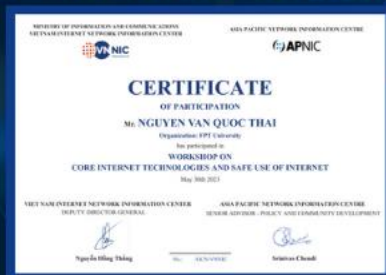 MINISTRY OF INFORMATION AND COMMUNICATIONS
VIETNAM INTERNET NETWORK INFORMATION CENTER
VNNIC
ASIA PACIFIC NETWORK INFORMATION CENTRE
APNIC
CERTIFICATE
OF PARTICIPATION
Mr. NGUYEN VAN QUOC THAI
Organization: FPT University
has participated in
WORKSHOP ON
CORE INTERNET TECHNOLOGIES AND SAFE USE OF INTERNET
May 30th 2023
VIET NAM INTERNET NETWORK INFORMATION CENTER
DEPUTY DIRECTOR GENERAL
ASIA PACIFIC NETWORK INFORMATION CENTRE
SENIOR ADVISOR - POLICY AND COMMUNITY DEVELOPMENT
Nguyễn Hồng Thắng
No.:
Srinivas Chendi